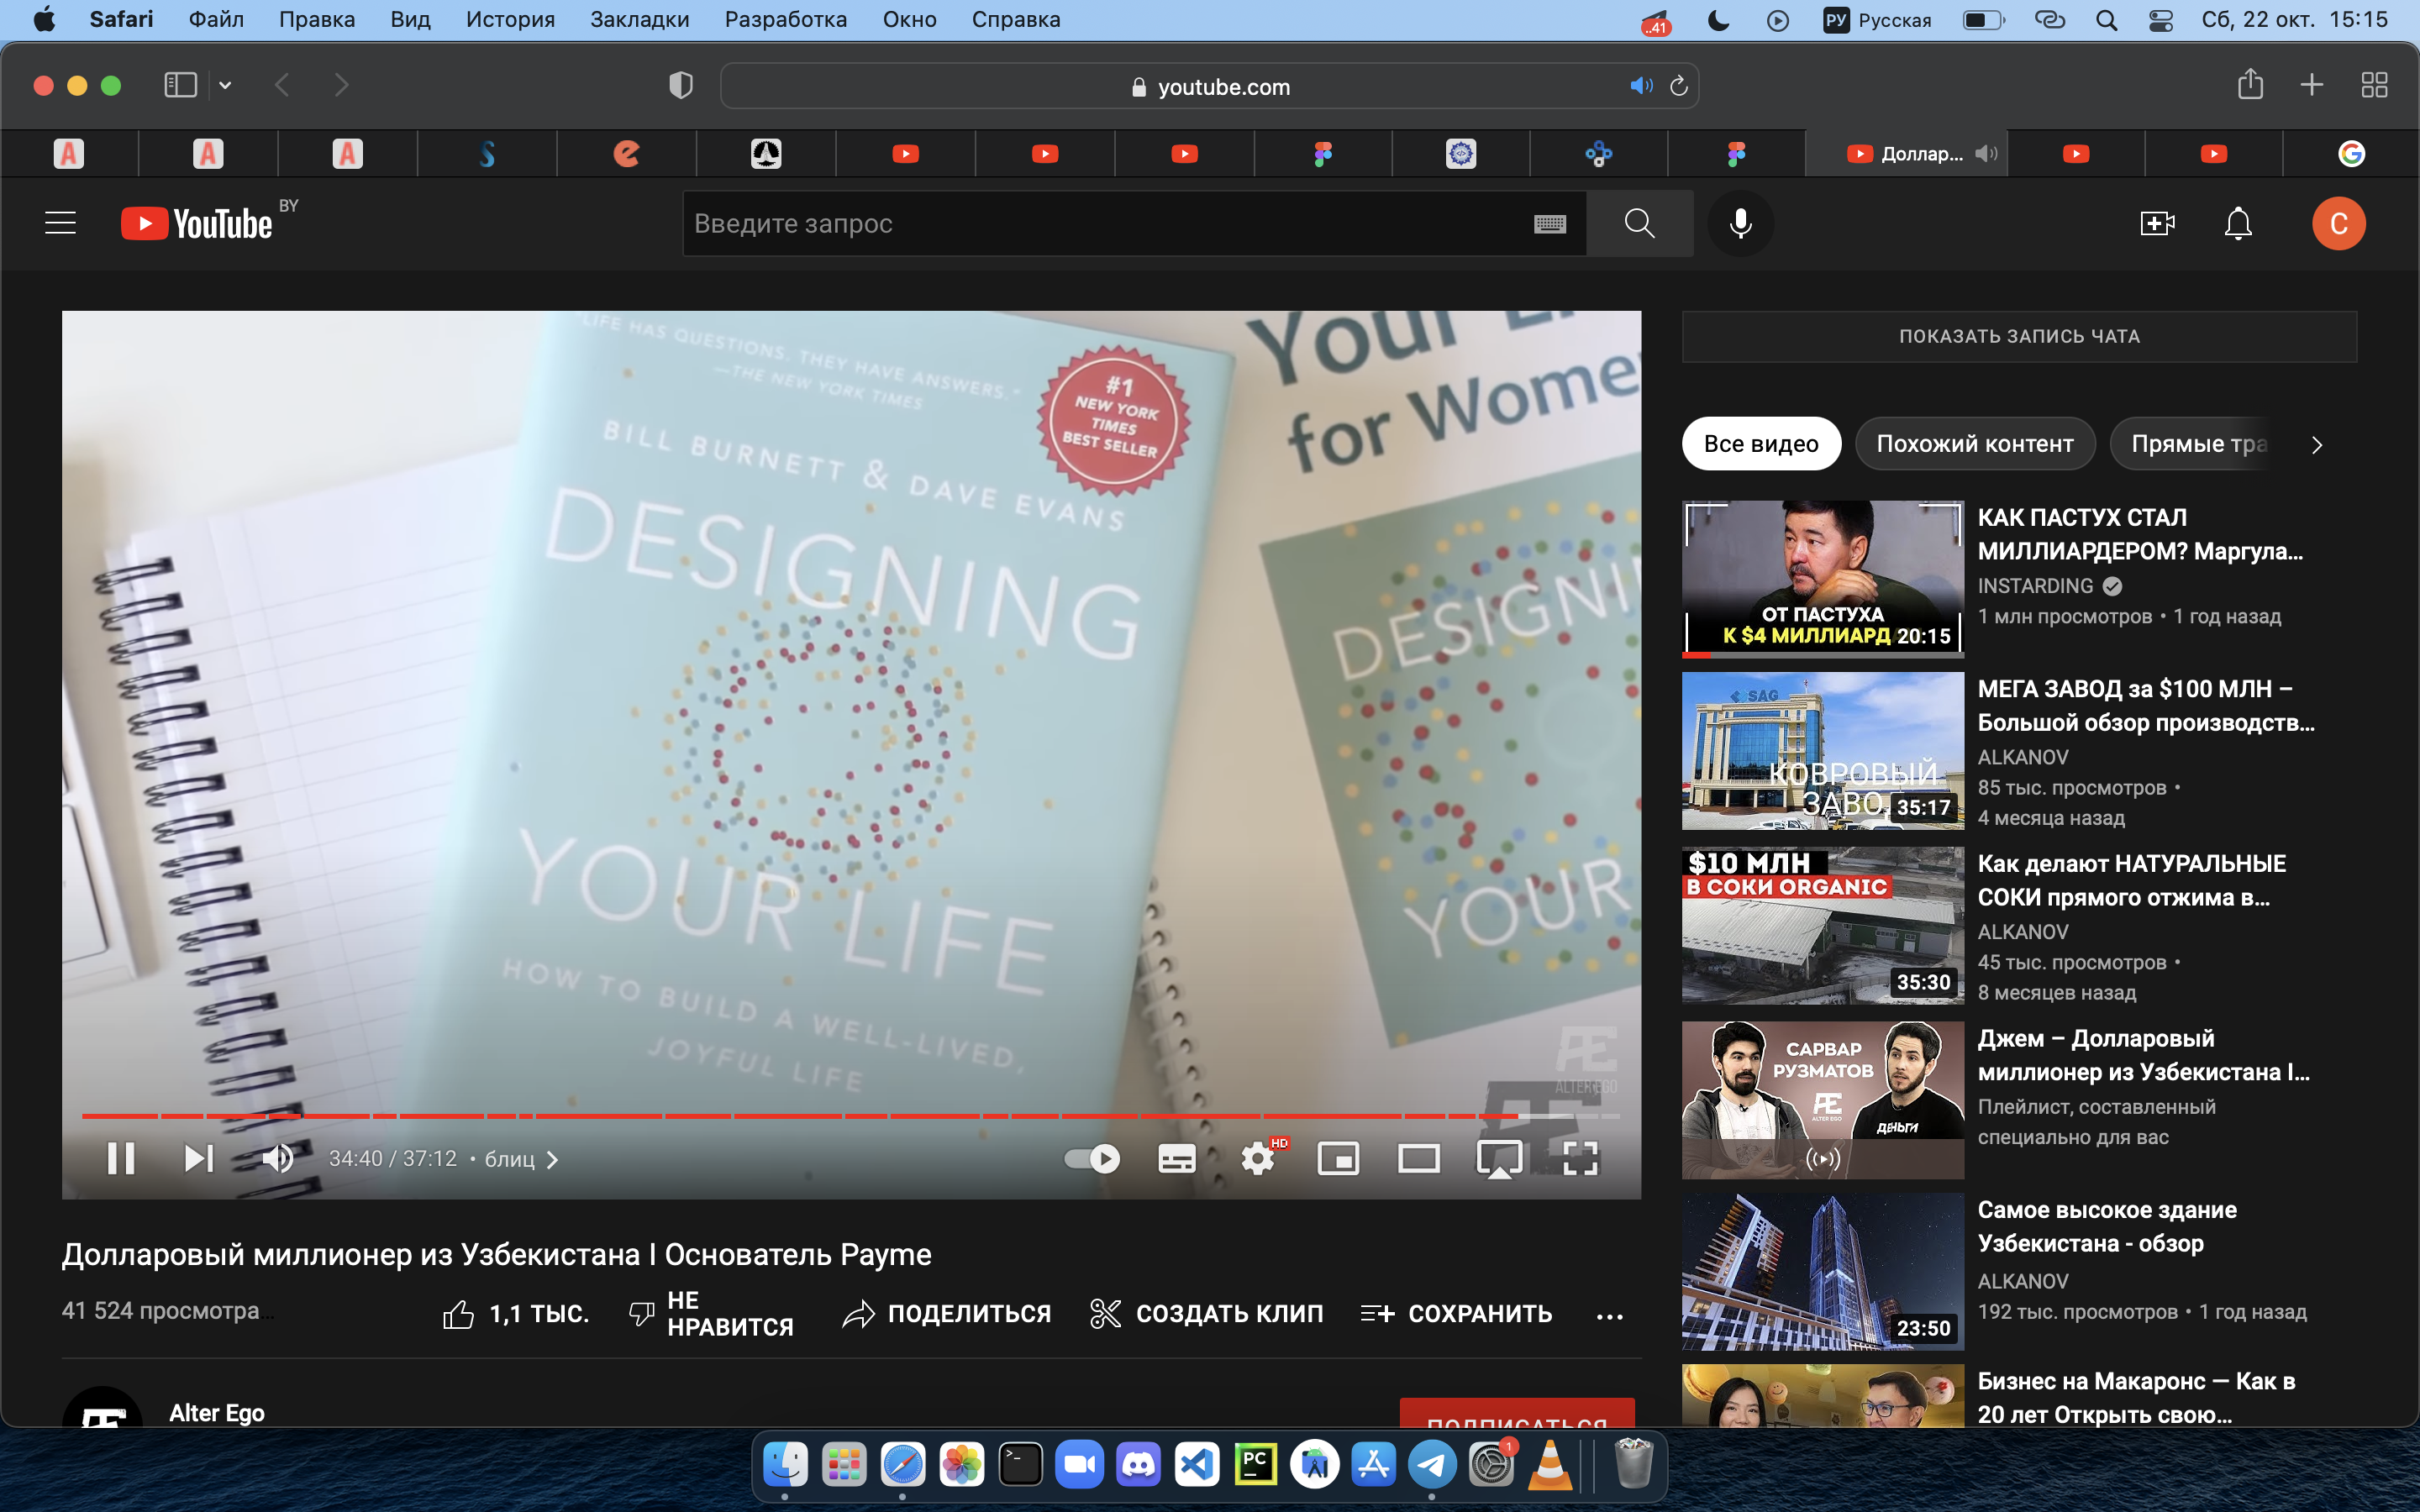 Safari Файл Правка Вид История Закладки Разработка Окно Справка
..41 РУ Русская Сб, 22 окт. 15:15
youtube.com
Доллар...
YouTube BY
Введите запрос
C
"LIFE HAS QUESTIONS. THEY HAVE ANSWERS."
—THE NEW YORK TIMES
#1
NEW YORK
TIMES
BEST SELLER
BILL BURNETT & DAVE EVANS
DESIGNING
YOUR LIFE
HOW TO BUILD A WELL-LIVED,
JOYFUL LIFE
Your
for Wome
DESIGNI
YOUR
ALTER EGO
34:40 / 37:12 • блиц
HD
Долларовый миллионер из Узбекистана I Основатель Payme
41 524 просмотра...
1,1 ТЫС.
НЕ
НРАВИТСЯ
ПОДЕЛИТЬСЯ
СОЗДАТЬ КЛИП
СОХРАНИТЬ
Alter Ego
ПОДПИСАТЬСЯ
ПОКАЗАТЬ ЗАПИСЬ ЧАТА
Все видео Похожий контент Прямые тра
ОТ ПАСТУХА
К $4 МИЛЛИАРД
20:15
КАК ПАСТУХ СТАЛ
МИЛЛИАРДЕРОМ? Маргула...
INSTARDING
1 млн просмотров • 1 год назад
SAG
КОВРОВЫЙ
ЗАВО
35:17
МЕГА ЗАВОД за $100 МЛН –
Большой обзор производств...
ALKANOV
85 тыс. просмотров •
4 месяца назад
$10 МЛН
В СОКИ ORGANIC
35:30
Как делают НАТУРАЛЬНЫЕ
СОКИ прямого отжима в...
ALKANOV
45 тыс. просмотров •
8 месяцев назад
САРВАР
РУЗМАТОВ
ALTER EGO
ДЕНЬГИ
Джем – Долларовый
миллионер из Узбекистана I...
Плейлист, составленный
специально для вас
23:50
Самое высокое здание
Узбекистана - обзор
ALKANOV
192 тыс. просмотров • 1 год назад
Бизнес на Макаронс — Как в
20 лет Открыть свою...
PC
1